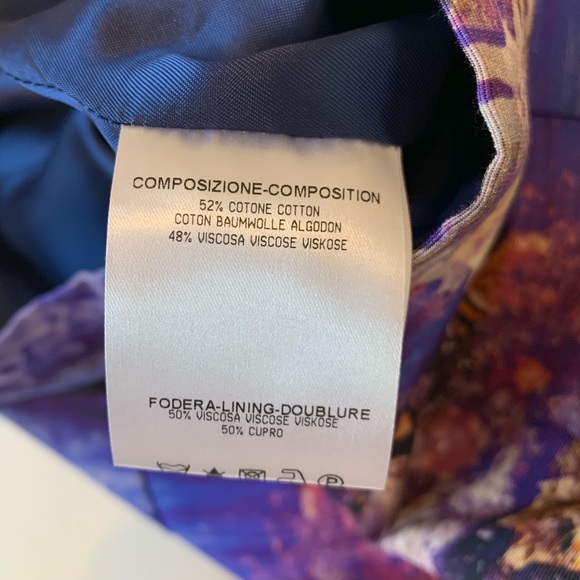 COMPOSIZIONE-COMPOSITION
52% COTONE COTTON
COTON BAUMWOLLE ALGODON
48% VISCOSA VISCOSE VISKOSE
FODERA-LINING-DOUBLURE
50% VISCOSA VISCOSE VISKOSE
50% CUPRO
P